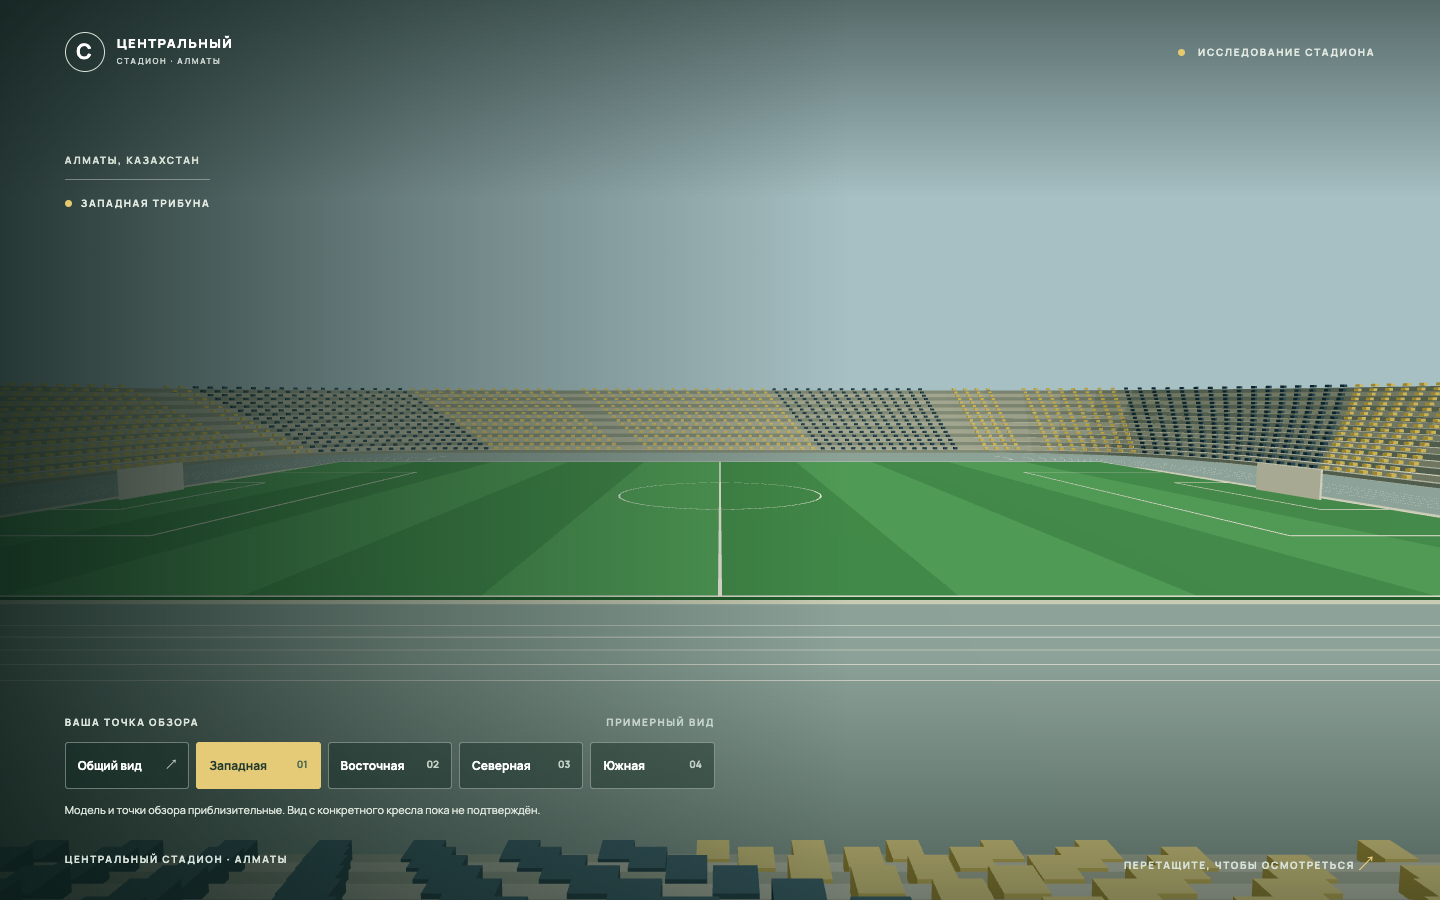 С
ЦЕНТРАЛЬНЫЙ
СТАДИОН · АЛМАТЫ
ИССЛЕДОВАНИЕ СТАДИОНА
АЛМАТЫ, КАЗАХСТАН
ЗАПАДНАЯ ТРИБУНА
ВАША ТОЧКА ОБЗОРА
ПРИМЕРНЫЙ ВИД
Общий вид
Западная 01
Восточная 02
Северная 03
Южная 04
Модель и точки обзора приблизительные. Вид с конкретного кресла пока не подтверждён.
ЦЕНТРАЛЬНЫЙ СТАДИОН · АЛМАТЫ
ПЕРЕТАЩИТЕ, ЧТОБЫ ОСМОТРЕТЬСЯ